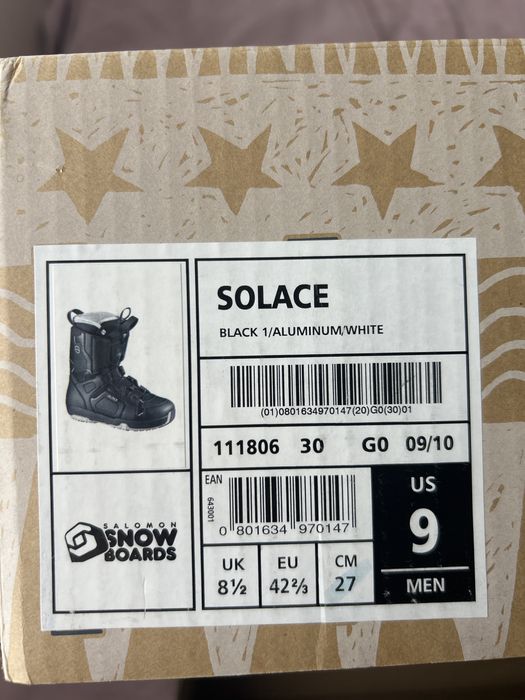 SOLACE
BLACK 1/ALUMINUM/WHITE
(01)0801634970147(20)G0(30)01
111806 30 G0 09/10
EAN
643001
0 801634 970147
US
9
MEN
UK
8½
EU
42⅔
CM
27
SALOMON
SNOW
BOARDS